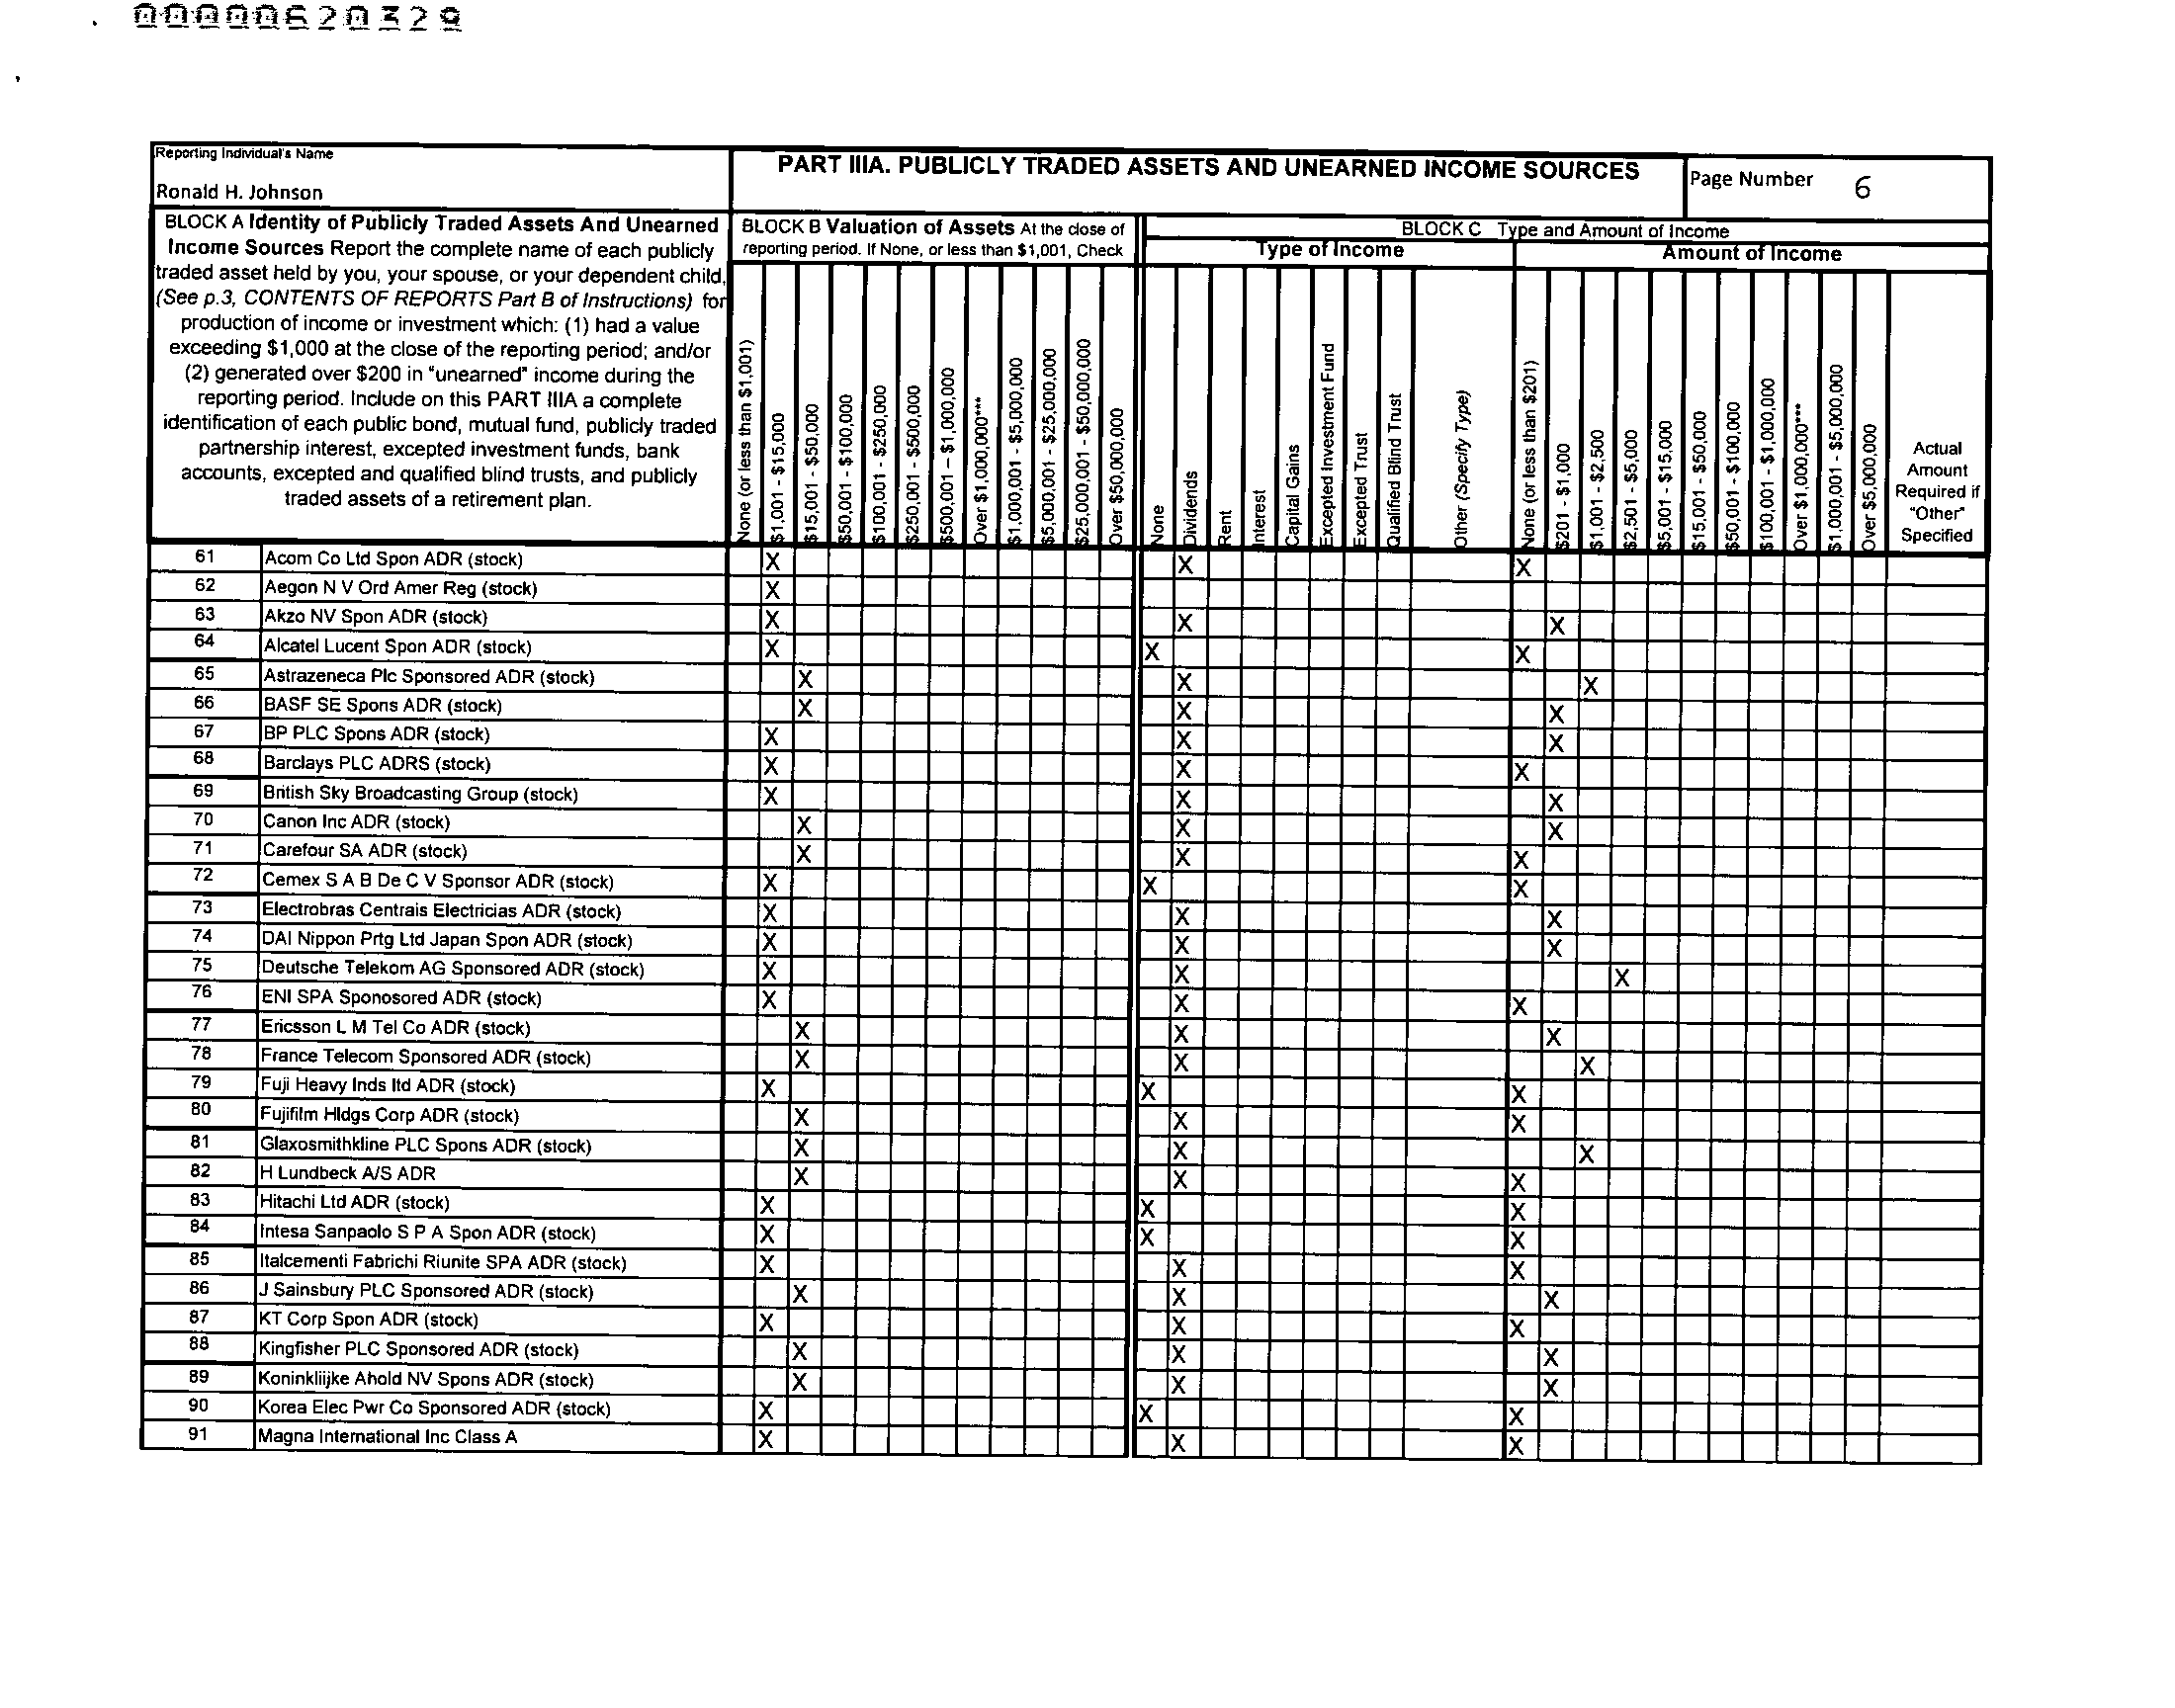 00000620329
Reporting Individual's Name
Ronald H. Johnson
PART IIIA. PUBLICLY TRADED ASSETS AND UNEARNED INCOME SOURCES
Page Number 6
BLOCK A Identity of Publicly Traded Assets And Unearned
Income Sources Report the complete name of each publicly
traded asset held by you, your spouse, or your dependent child,
(See p.3, CONTENTS OF REPORTS Part B of Instructions) for
production of income or investment which: (1) had a value
exceeding $1,000 at the close of the reporting period; and/or
(2) generated over $200 in "unearned" income during the
reporting period. Include on this PART IIIA a complete
identification of each public bond, mutual fund, publicly traded
partnership interest, excepted investment funds, bank
accounts, excepted and qualified blind trusts, and publicly
traded assets of a retirement plan.
BLOCK B Valuation of Assets At the close of
reporting period. If None, or less than $1,001, Check
None (or less than $1,001)
$1,001 - $15,000
$15,001 - $50,000
$50,001 - $100,000
$100,001 - $250,000
$250,001 - $500,000
$500,001 – $1,000,000
Over $1,000,000***
$1,000,001 - $5,000,000
$5,000,001 - $25,000,000
$25,000,001 - $50,000,000
Over $50,000,000
BLOCK C Type and Amount of Income
Type of Income
None
Dividends
Rent
Interest
Capital Gains
Excepted Investment Fund
Excepted Trust
Qualified Blind Trust
Other (Specify Type)
Amount of Income
None (or less than $201)
$201 - $1,000
$1,001 - $2,500
$2,501 - $5,000
$5,001 - $15,000
$15,001 - $50,000
$50,001 - $100,000
$100,001 - $1,000,000
Over $1,000,000***
$1,000,001 - $5,000,000
Over $5,000,000
Actual
Amount
Required if
"Other"
Specified
61 Acom Co Ltd Spon ADR (stock) X X X
62 Aegon N V Ord Amer Reg (stock) X
63 Akzo NV Spon ADR (stock) X X X
64 Alcatel Lucent Spon ADR (stock) X X X
65 Astrazeneca Plc Sponsored ADR (stock) X X X
66 BASF SE Spons ADR (stock) X X X
67 BP PLC Spons ADR (stock) X X X
68 Barclays PLC ADRS (stock) X X X
69 British Sky Broadcasting Group (stock) X X X
70 Canon Inc ADR (stock) X X X
71 Carefour SA ADR (stock) X X X
72 Cemex S A B De C V Sponsor ADR (stock) X X X
73 Electrobras Centrais Electricias ADR (stock) X X X
74 DAI Nippon Prtg Ltd Japan Spon ADR (stock) X X X
75 Deutsche Telekom AG Sponsored ADR (stock) X X X
76 ENI SPA Sponosored ADR (stock) X X X
77 Ericsson L M Tel Co ADR (stock) X X X
78 France Telecom Sponsored ADR (stock) X X X
79 Fuji Heavy Inds ltd ADR (stock) X X X
80 Fujifilm Hldgs Corp ADR (stock) X X X
81 Glaxosmithkline PLC Spons ADR (stock) X X X
82 H Lundbeck A/S ADR X X X
83 Hitachi Ltd ADR (stock) X X X
84 Intesa Sanpaolo S P A Spon ADR (stock) X X X
85 Italcementi Fabrichi Riunite SPA ADR (stock) X X X
86 J Sainsbury PLC Sponsored ADR (stock) X X X
87 KT Corp Spon ADR (stock) X X X
88 Kingfisher PLC Sponsored ADR (stock) X X X
89 Koninkliijke Ahold NV Spons ADR (stock) X X X
90 Korea Elec Pwr Co Sponsored ADR (stock) X X X
91 Magna International Inc Class A X X X